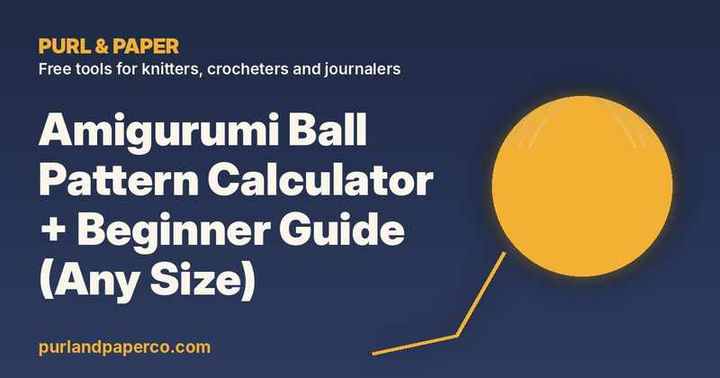 PURL & PAPER
Free tools for knitters, crocheters and journalers
Amigurumi Ball
Pattern Calculator
+ Beginner Guide
(Any Size)
purlandpaperco.com